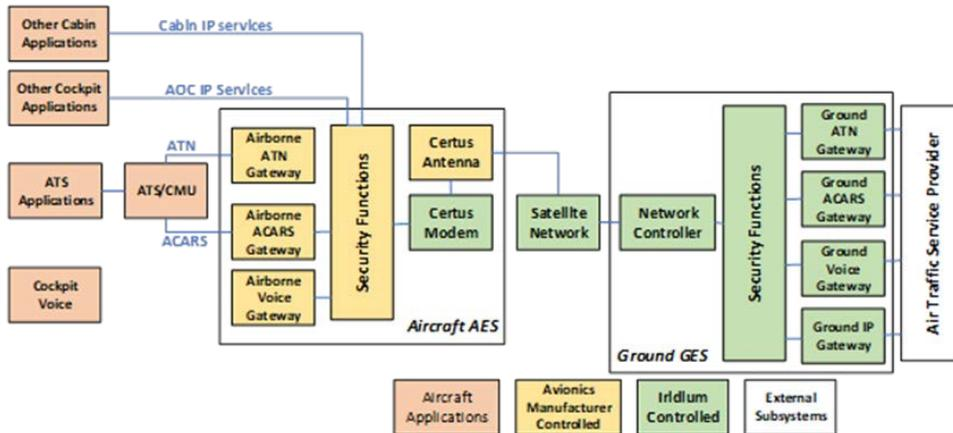 Other Cabin
Applications
Cabin IP services
Other Cockpit
Applications
AOC IP Services
ATS
Applications
ATS/CMU
ATN
ACARS
Cockpit
Voice
Airborne
ATN
Gateway
Airborne
ACARS
Gateway
Airborne
Voice
Gateway
Security Functions
Certus
Antenna
Certus
Modem
Aircraft AES
Satellite
Network
Network
Controller
Security Functions
Ground
ATN
Gateway
Ground
ACARS
Gateway
Ground
Voice
Gateway
Ground IP
Gateway
Ground GES
Air Traffic Service Provider
Aircraft
Applications
Avionics
Manufacturer
Controlled
Iridium
Controlled
External
Subsystems